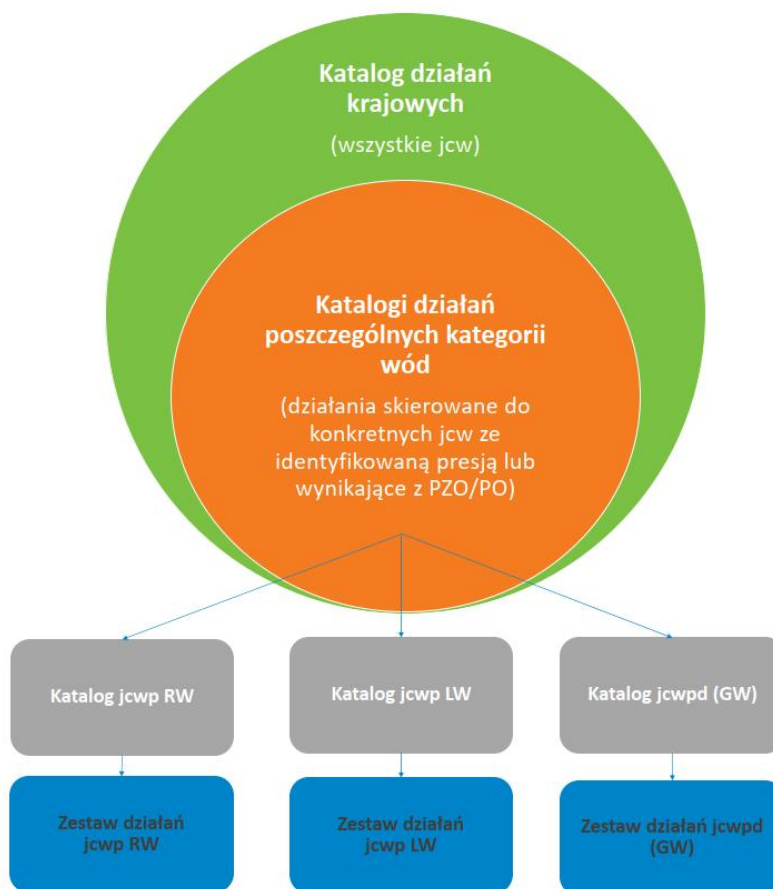 Katalog działań
krajowych
(wszystkie jcw)
Katalogi działań
poszczególnych kategorii
wód
(działania skierowane do
konkretnych jcw ze
identyfikowaną presją lub
wynikające z PZO/PO)
Katalog jcwp RW
Katalog jcwp LW
Katalog jcwpd (GW)
Zestaw działań
jcwp RW
Zestaw działań
jcwp LW
Zestaw działań jcwpd
(GW)